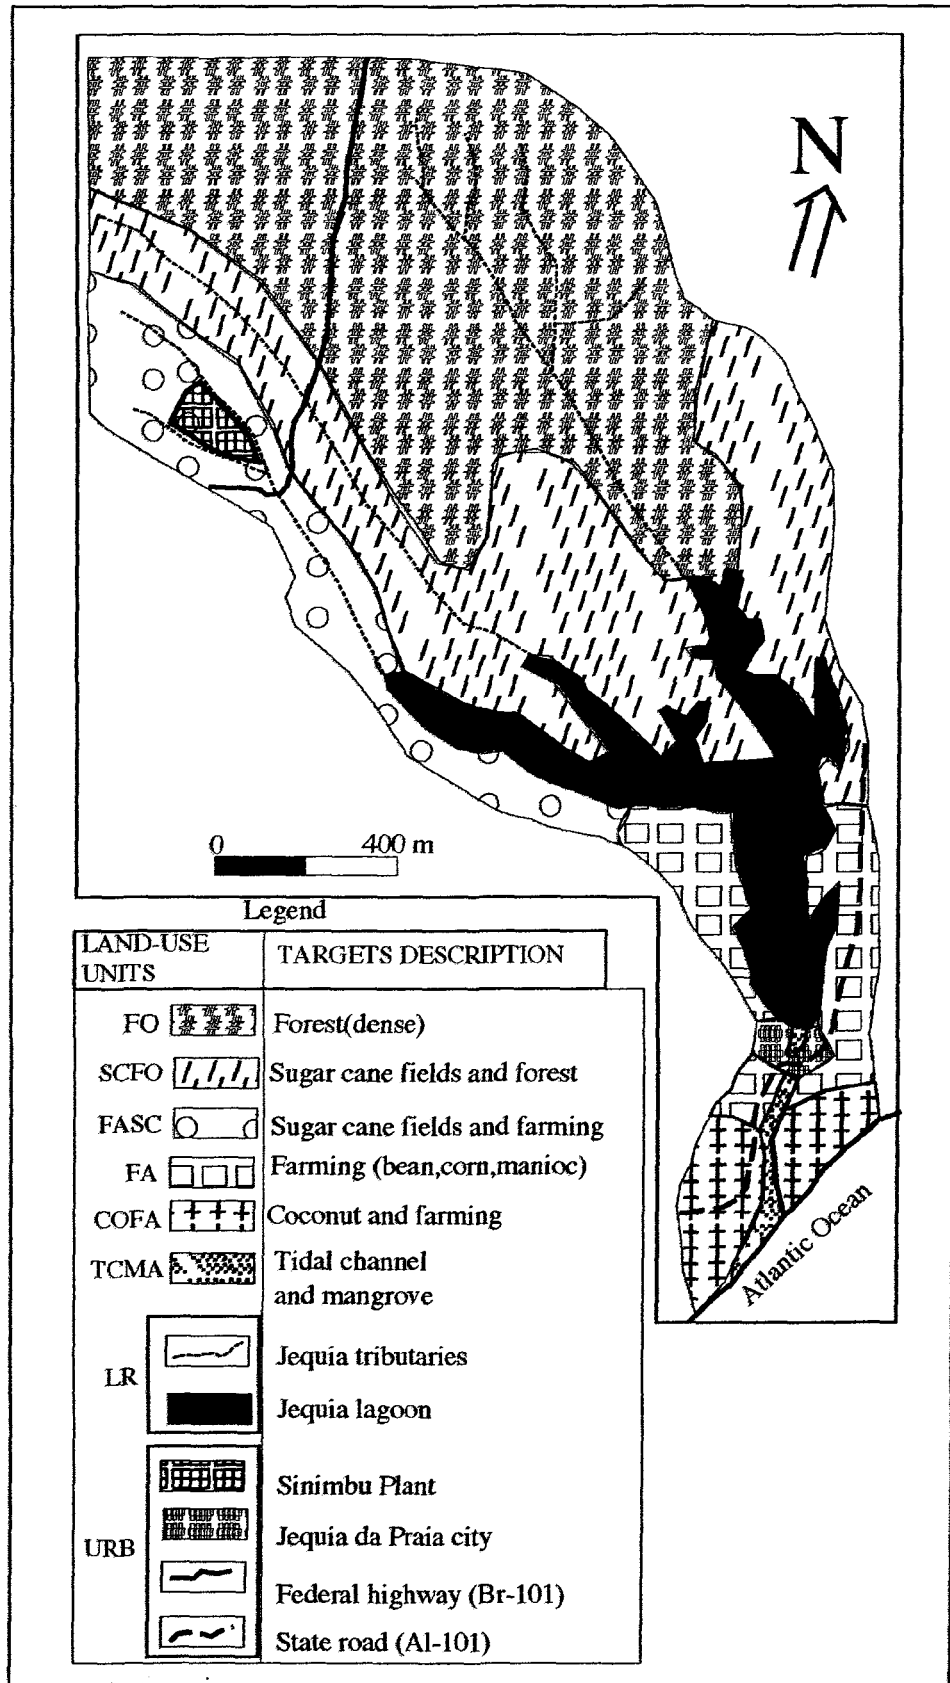 N
0 400 m
Atlantic Ocean
Legend
LAND-USE
UNITS
TARGETS DESCRIPTION
FO Forest(dense)
SCFO Sugar cane fields and forest
FASC Sugar cane fields and farming
FA Farming (bean,corn,manioc)
COFA Coconut and farming
TCMA Tidal channel
and mangrove
LR
Jequia tributaries
Jequia lagoon
URB
Sinimbu Plant
Jequia da Praia city
Federal highway (Br-101)
State road (Al-101)